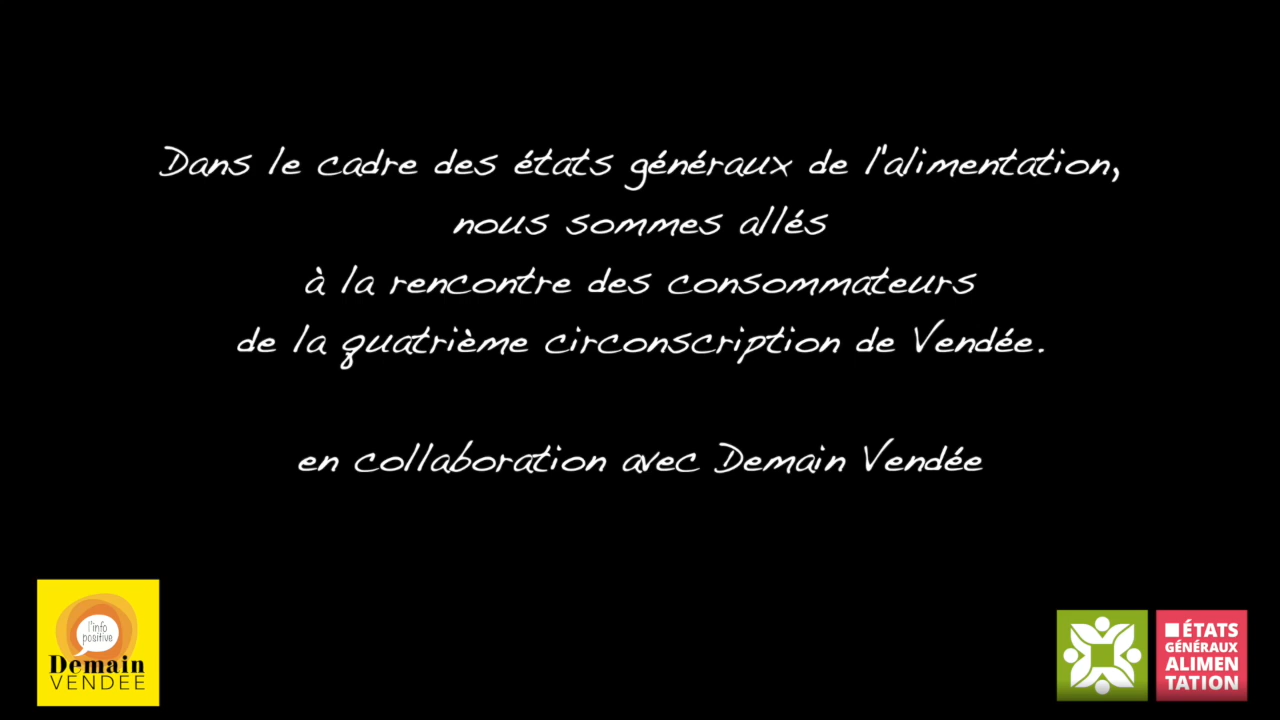 Dans le cadre des états généraux de l'alimentation,
nous sommes allés
à la rencontre des consommateurs
de la quatrième circonscription de Vendée.
en collaboration avec Demain Vendée
l'info
positive
Demain
VENDEE
ÉTATS
GÉNÉRAUX
ALIMEN
TATION